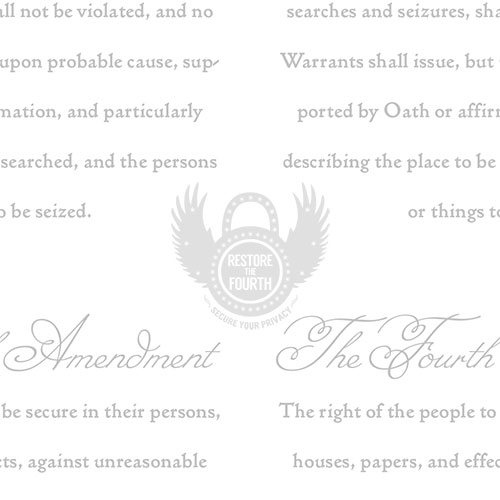 all not be violated, and no
upon probable cause, sup-
mation, and particularly
searched, and the persons
o be seized.
searches and seizures, sha
Warrants shall issue, but
ported by Oath or affir
describing the place to be
or things to
RESTORE
THE
FOURTH
SECURE YOUR PRIVACY
Amendment
be secure in their persons,
cts, against unreasonable
The Fourth
The right of the people to
houses, papers, and effec